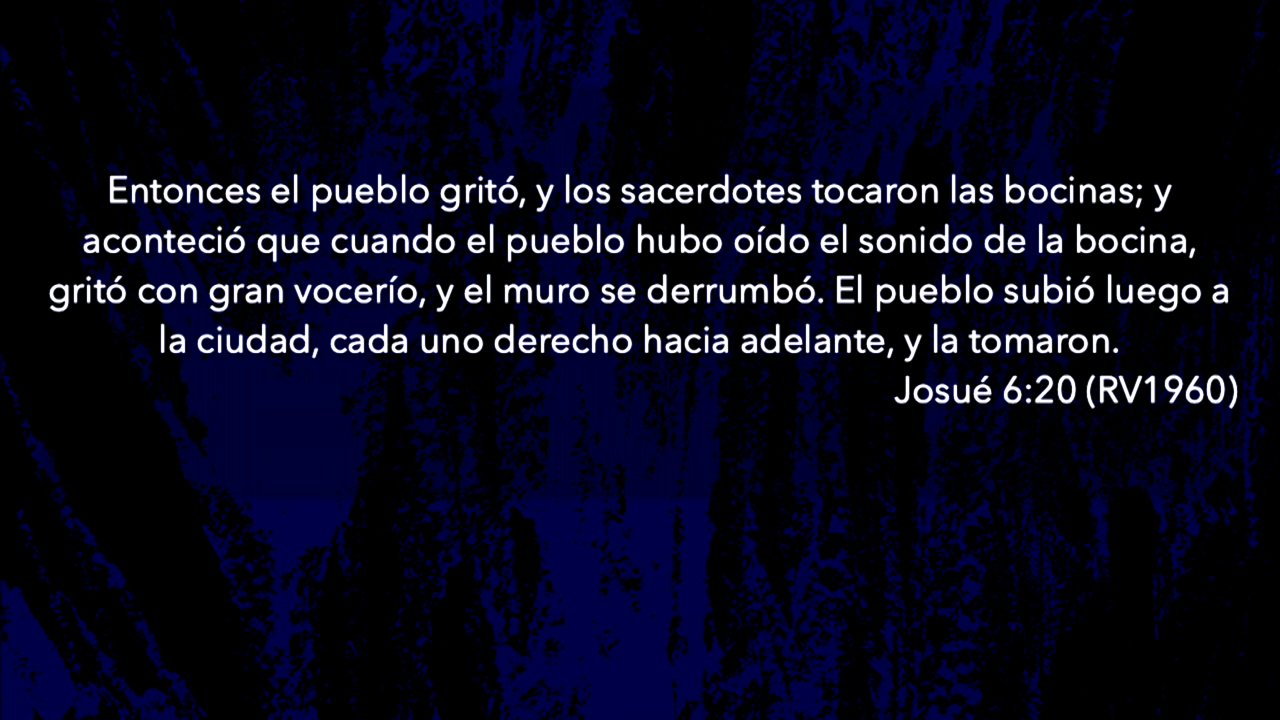 Entonces el pueblo gritó, y los sacerdotes tocaron las bocinas; y
aconteció que cuando el pueblo hubo oído el sonido de la bocina,
gritó con gran vocerío, y el muro se derrumbó. El pueblo subió luego a
la ciudad, cada uno derecho hacia adelante, y la tomaron.
Josué 6:20 (RV1960)